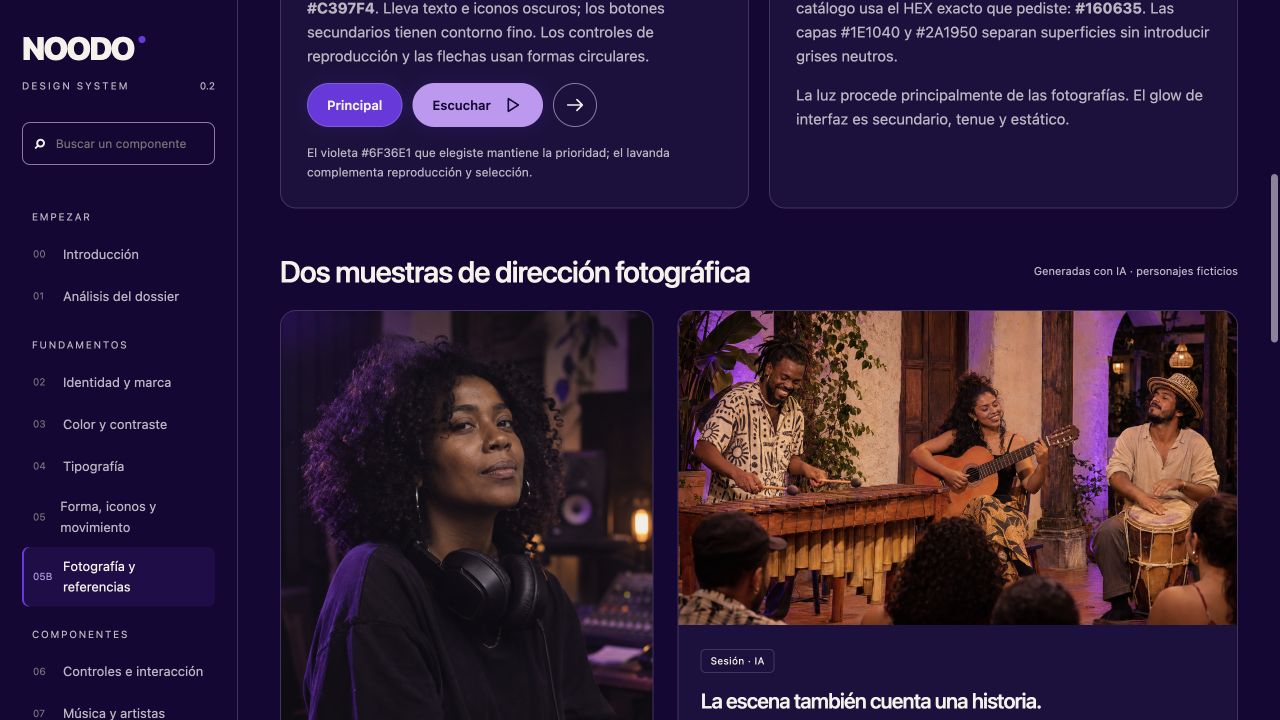 NOODO
DESIGN SYSTEM 0.2
Buscar un componente
EMPEZAR
00 Introducción
01 Análisis del dossier
FUNDAMENTOS
02 Identidad y marca
03 Color y contraste
04 Tipografía
05 Forma, iconos y
movimiento
05B Fotografía y
referencias
COMPONENTES
06 Controles e interacción
07 Música y artistas
#C397F4. Lleva texto e iconos oscuros; los botones
secundarios tienen contorno fino. Los controles de
reproducción y las flechas usan formas circulares.
Principal
Escuchar
El violeta #6F36E1 que elegiste mantiene la prioridad; el lavanda
complementa reproducción y selección.
catálogo usa el HEX exacto que pediste: #160635. Las
capas #1E1040 y #2A1950 separan superficies sin introducir
grises neutros.
La luz procede principalmente de las fotografías. El glow de
interfaz es secundario, tenue y estático.
Dos muestras de dirección fotográfica
Generadas con IA · personajes ficticios
Sesión · IA
La escena también cuenta una historia.